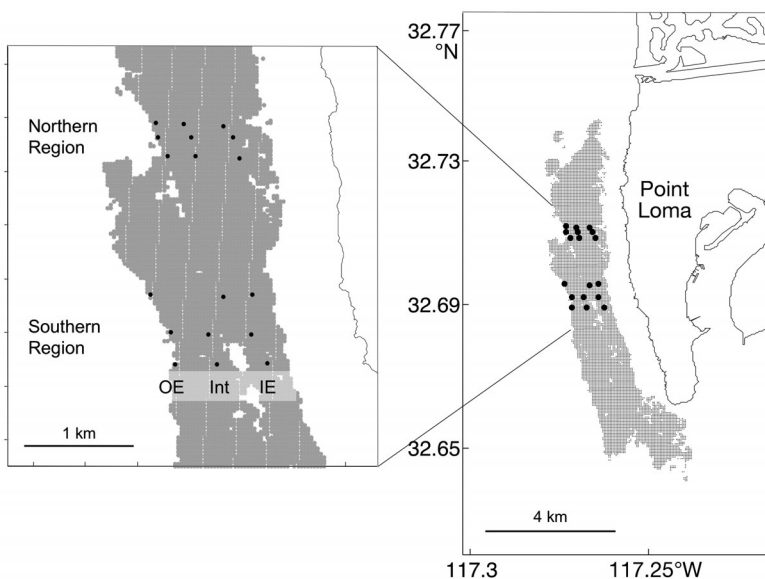 Northern
Region
Southern
Region
OE Int IE
1 km
32.77
°N
32.73
32.69
32.65
Point
Loma
4 km
117.3
117.25°W